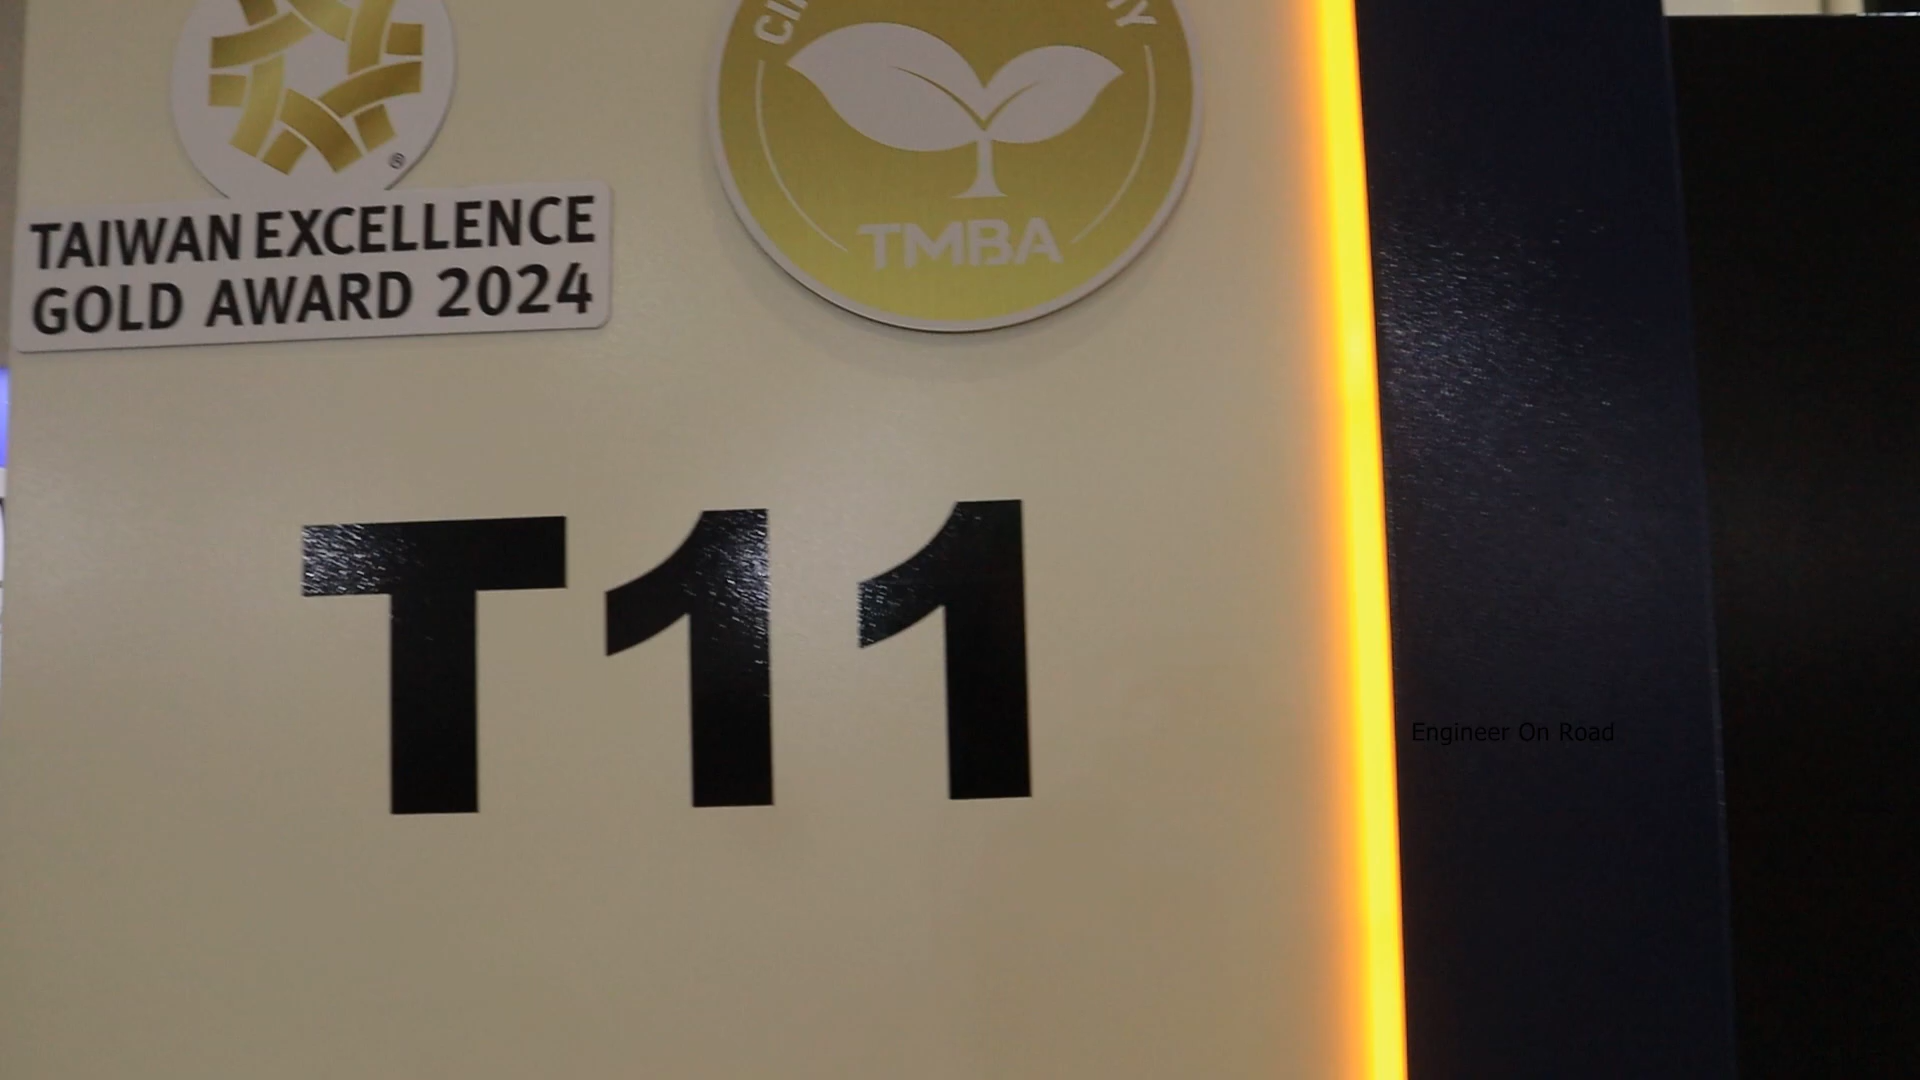 ®
TAIWAN EXCELLENCE
GOLD AWARD 2024
TMBA
T11
Engineer On Road